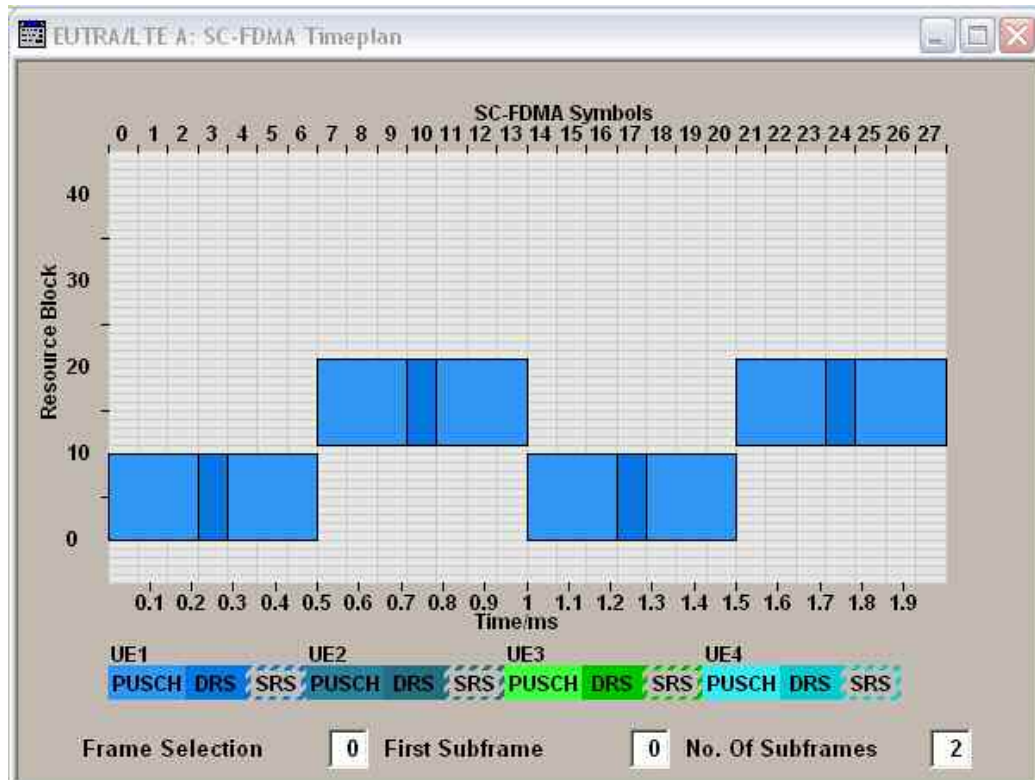 EUTRA/LTE A: SC-FDMA Timeplan
SC-FDMA Symbols
0 1 2 3 4 5 6 7 8 9 10 11 12 13 14 15 16 17 18 19 20 21 22 23 24 25 26 27
Resource Block
40
30
20
10
0
0.1 0.2 0.3 0.4 0.5 0.6 0.7 0.8 0.9 1 1.1 1.2 1.3 1.4 1.5 1.6 1.7 1.8 1.9
Time/ms
UE1 UE2 UE3 UE4
PUSCH DRS SRS PUSCH DRS SRS PUSCH DRS SRS PUSCH DRS SRS
Frame Selection 0 First Subframe 0 No. Of Subframes 2